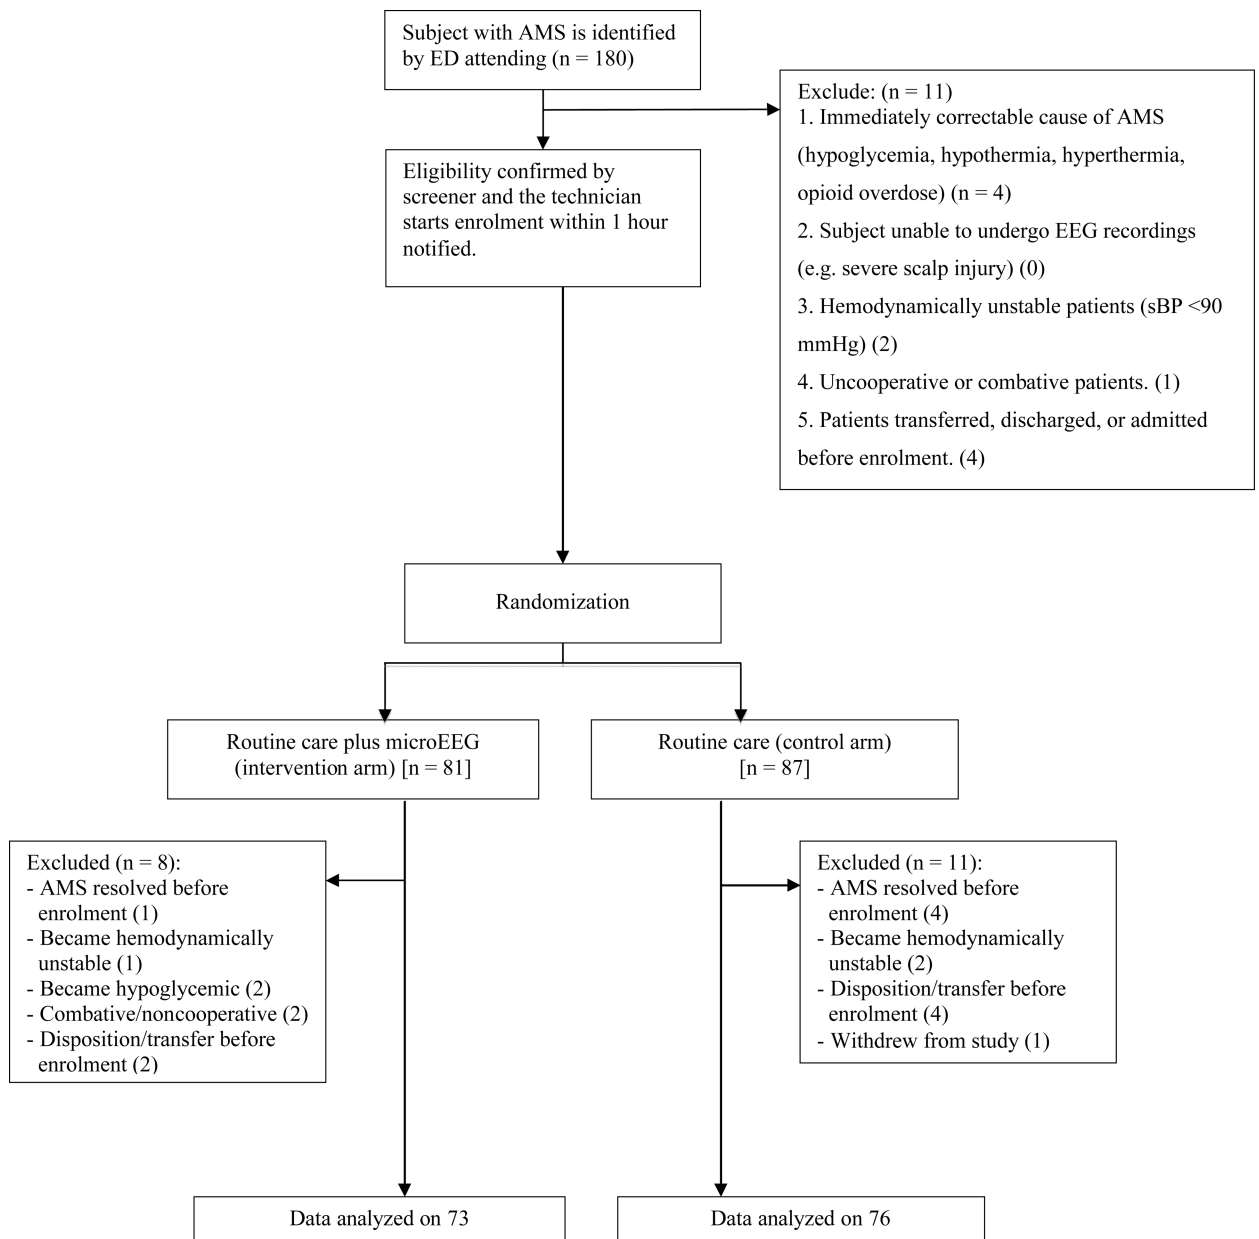 Subject with AMS is identified
by ED attending (n = 180)
Exclude: (n = 11)
1. Immediately correctable cause of AMS
(hypoglycemia, hypothermia, hyperthermia,
opioid overdose) (n = 4)
2. Subject unable to undergo EEG recordings
(e.g. severe scalp injury) (0)
3. Hemodynamically unstable patients (sBP <90
mmHg) (2)
4. Uncooperative or combative patients. (1)
5. Patients transferred, discharged, or admitted
before enrolment. (4)
Eligibility confirmed by
screener and the technician
starts enrolment within 1 hour
notified.
Randomization
Routine care plus microEEG
(intervention arm) [n = 81]
Routine care (control arm)
[n = 87]
Excluded (n = 8):
- AMS resolved before
enrolment (1)
- Became hemodynamically
unstable (1)
- Became hypoglycemic (2)
- Combative/noncooperative (2)
- Disposition/transfer before
enrolment (2)
Excluded (n = 11):
- AMS resolved before
enrolment (4)
- Became hemodynamically
unstable (2)
- Disposition/transfer before
enrolment (4)
- Withdrew from study (1)
Data analyzed on 73
Data analyzed on 76